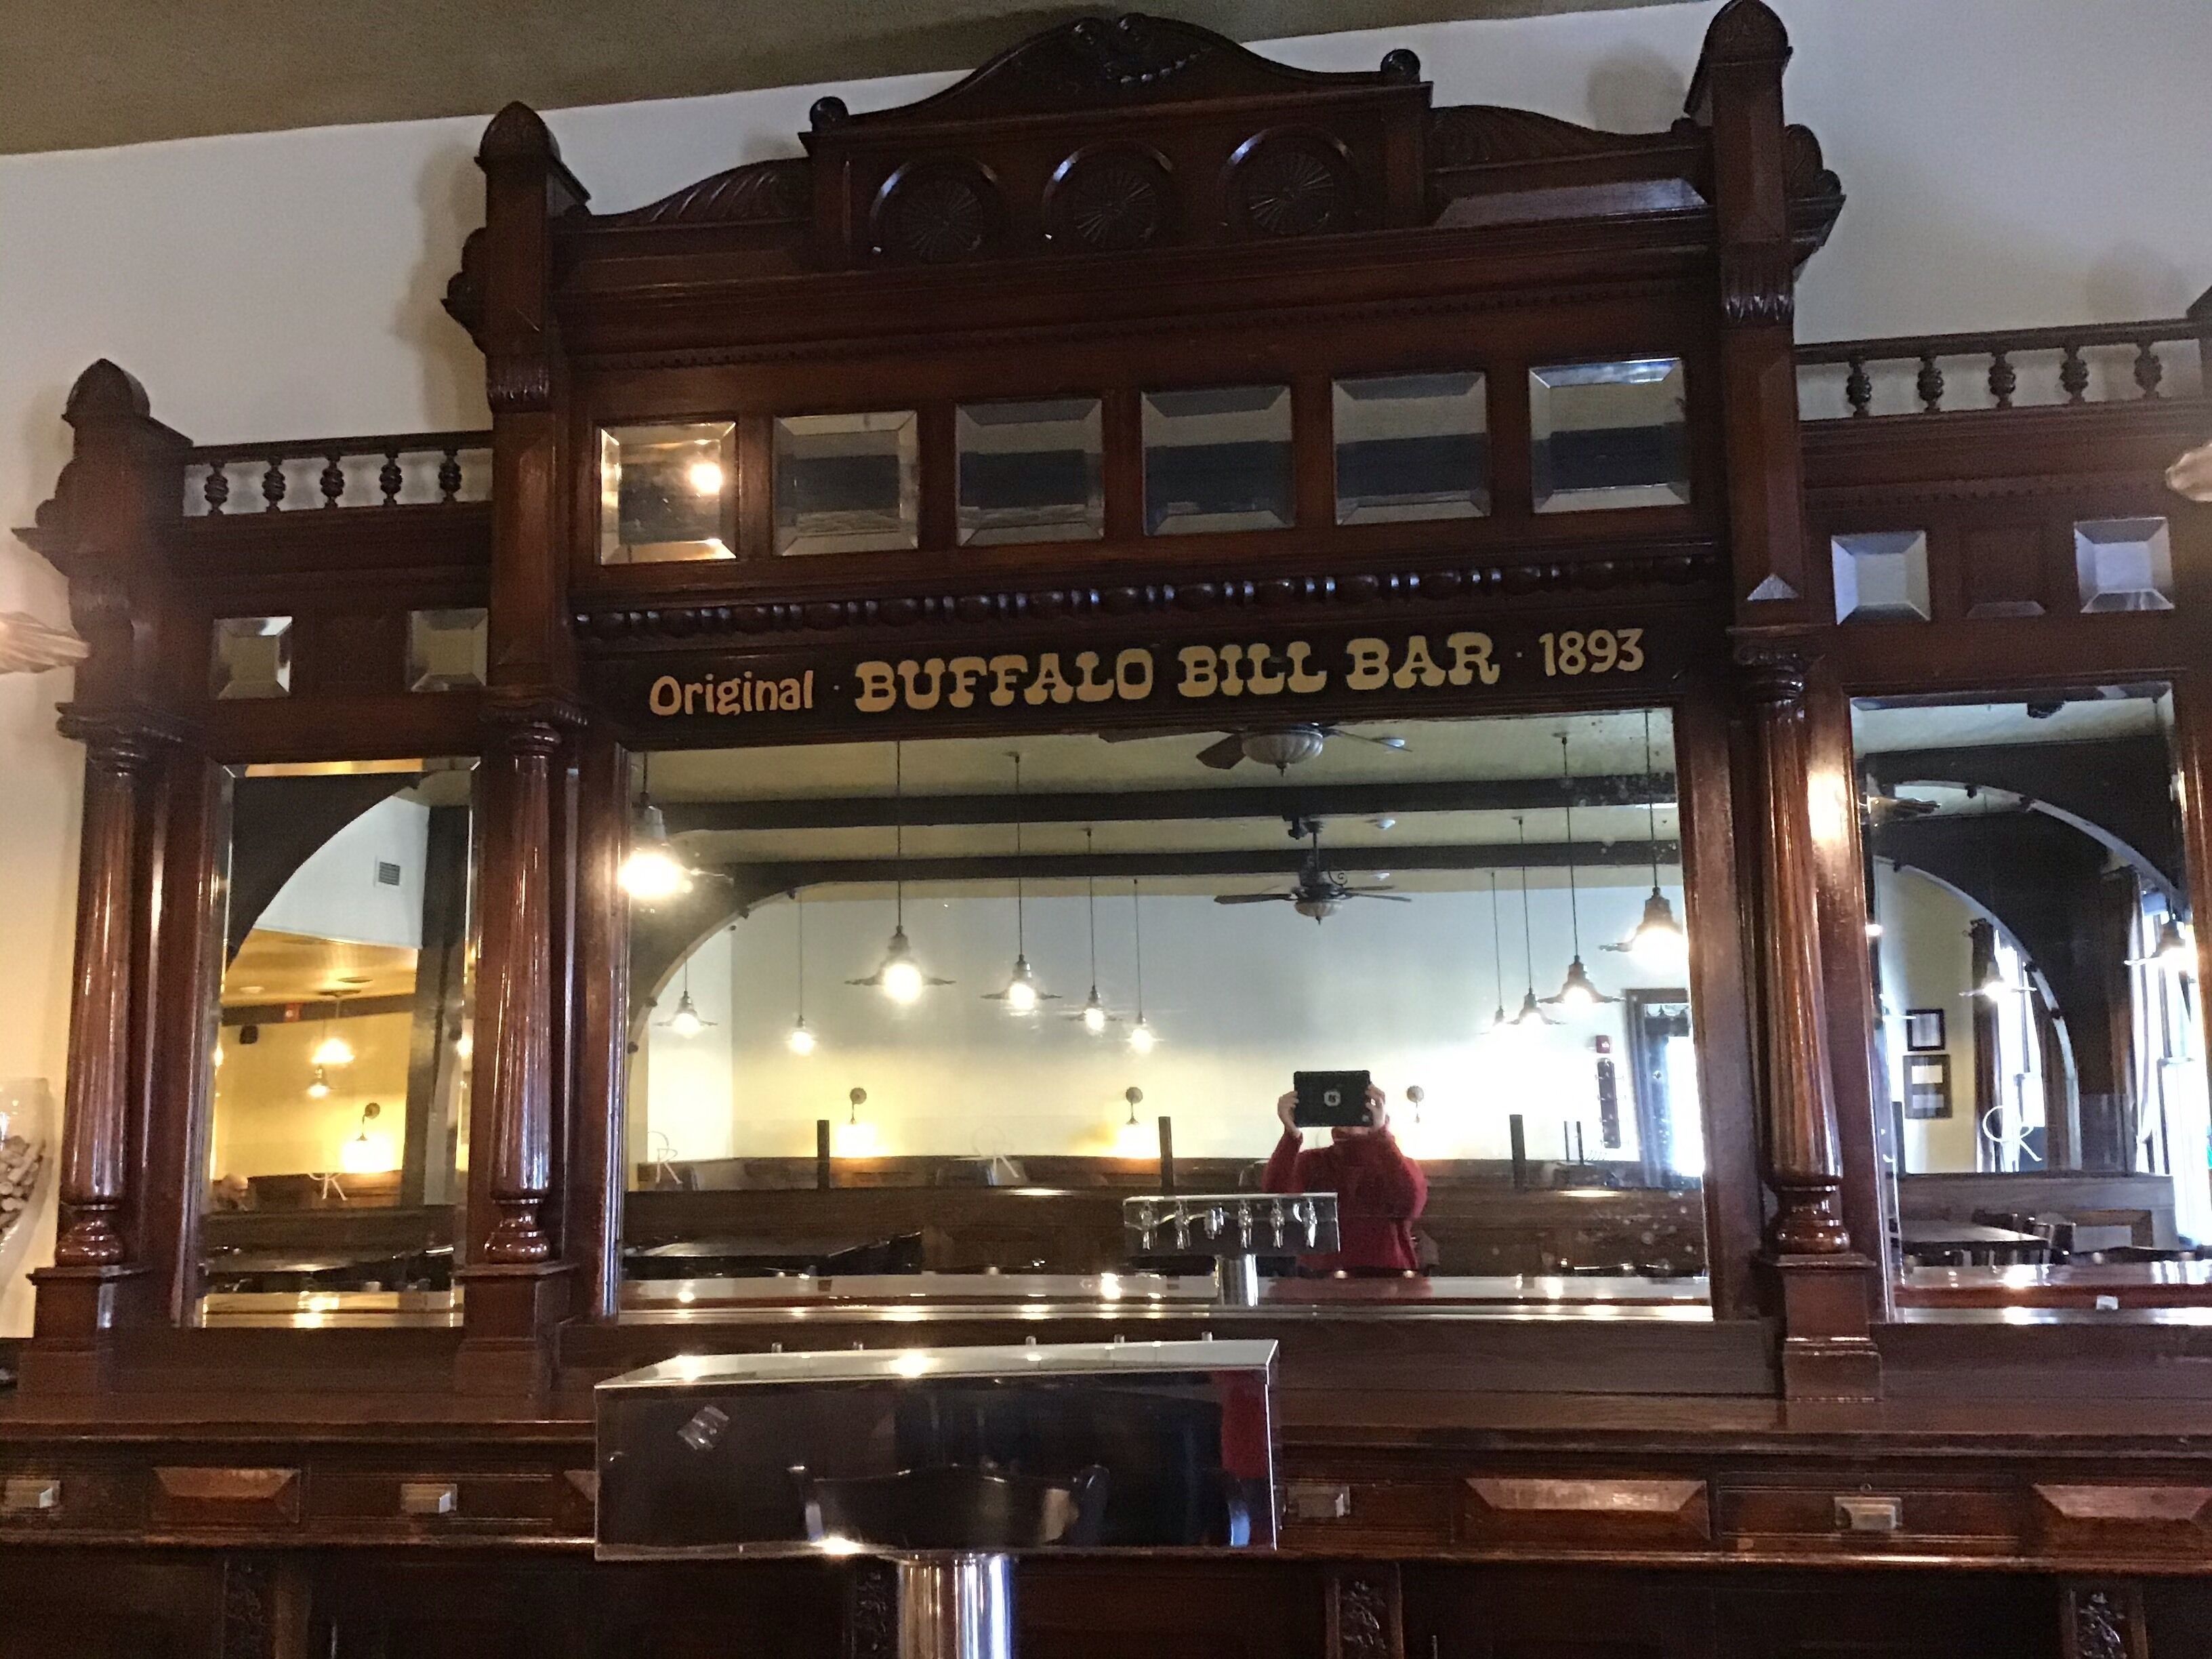 Original · BUFFALO BILL BAR · 1893